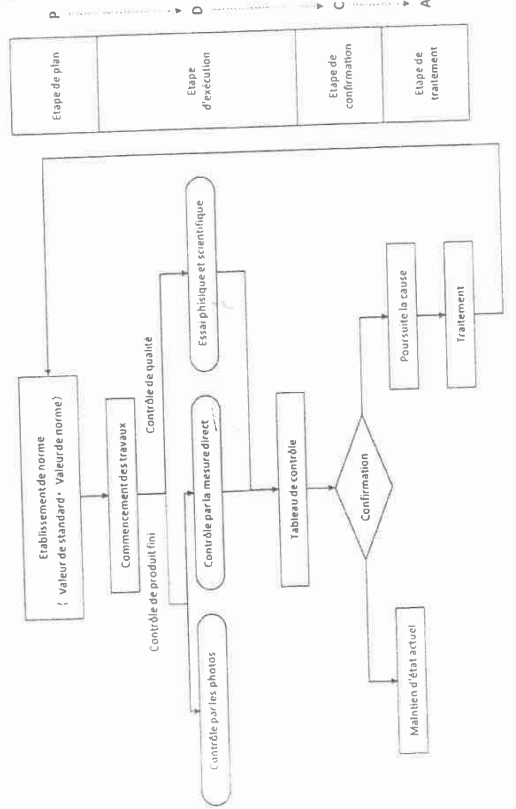 Etablissement de norme
( Valeur de standard・ Valeur de norme)
Commencement des travaux
Contrôle de produit fini
Contrôle de qualité
Contrôle par les photos
Contrôle par la mesure direct
Essai phisique et scientifique
Tableau de contrôle
Confirmation
Maintien d'état actuel
Poursuite la cause
Traitement
Etape de plan
Etape
d'exécution
Etape de
confirmation
Etape de
traitement
P
D
C
A